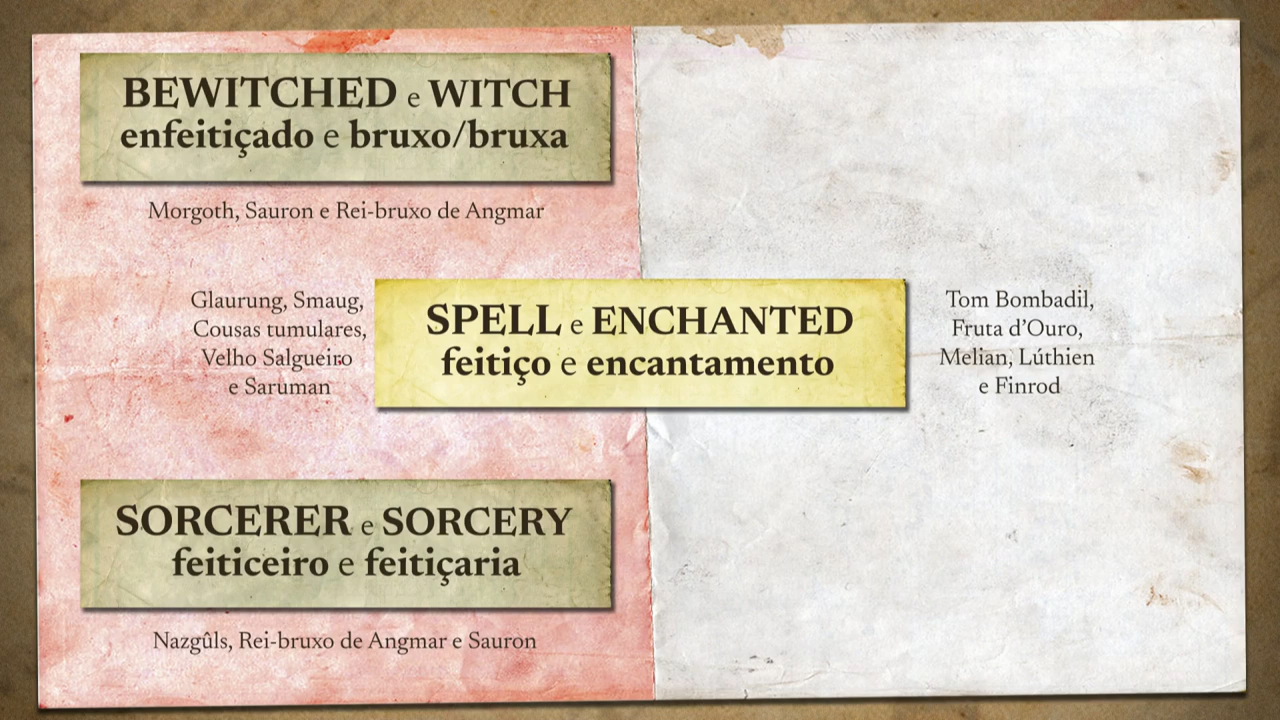 BEWITCHED e WITCH
enfeitiçado e bruxo/bruxa
Morgoth, Sauron e Rei-bruxo de Angmar
Glaurung, Smaug,
Cousas tumulares,
Velho Salgueiro
e Saruman
SPELL e ENCHANTED
feitiço e encantamento
Tom Bombadil,
Fruta d’Ouro,
Melian, Lúthien
e Finrod
SORCERER e SORCERY
feiticeiro e feitiçaria
Nazgûls, Rei-bruxo de Angmar e Sauron